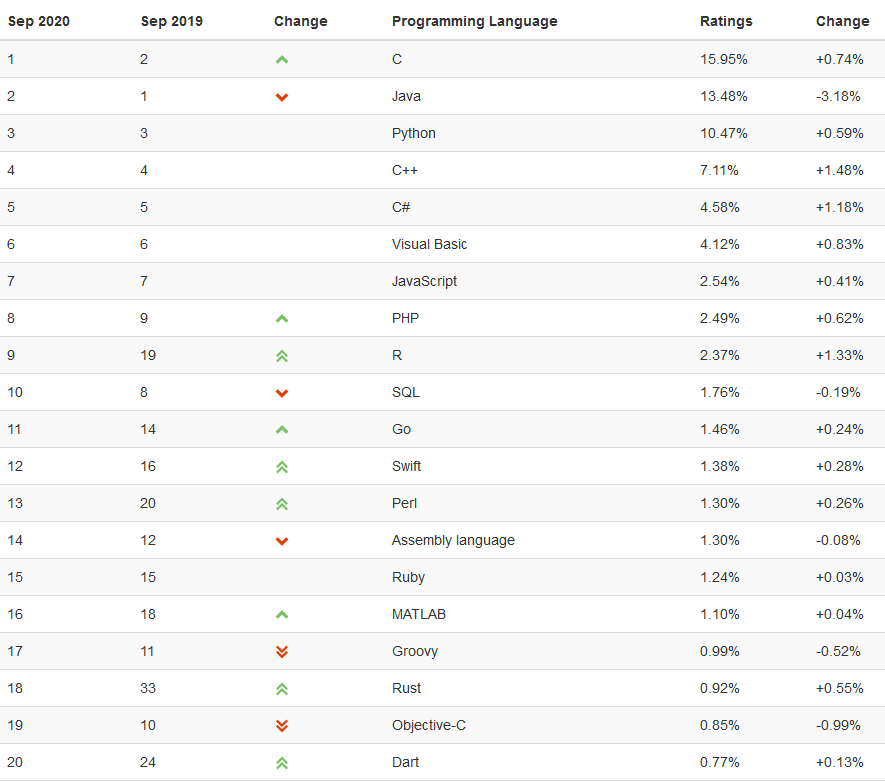 Sep 2020 Sep 2019 Change Programming Language Ratings Change
1 2 C 15.95% +0.74%
2 1 Java 13.48% -3.18%
3 3 Python 10.47% +0.59%
4 4 C++ 7.11% +1.48%
5 5 C# 4.58% +1.18%
6 6 Visual Basic 4.12% +0.83%
7 7 JavaScript 2.54% +0.41%
8 9 PHP 2.49% +0.62%
9 19 R 2.37% +1.33%
10 8 SQL 1.76% -0.19%
11 14 Go 1.46% +0.24%
12 16 Swift 1.38% +0.28%
13 20 Perl 1.30% +0.26%
14 12 Assembly language 1.30% -0.08%
15 15 Ruby 1.24% +0.03%
16 18 MATLAB 1.10% +0.04%
17 11 Groovy 0.99% -0.52%
18 33 Rust 0.92% +0.55%
19 10 Objective-C 0.85% -0.99%
20 24 Dart 0.77% +0.13%